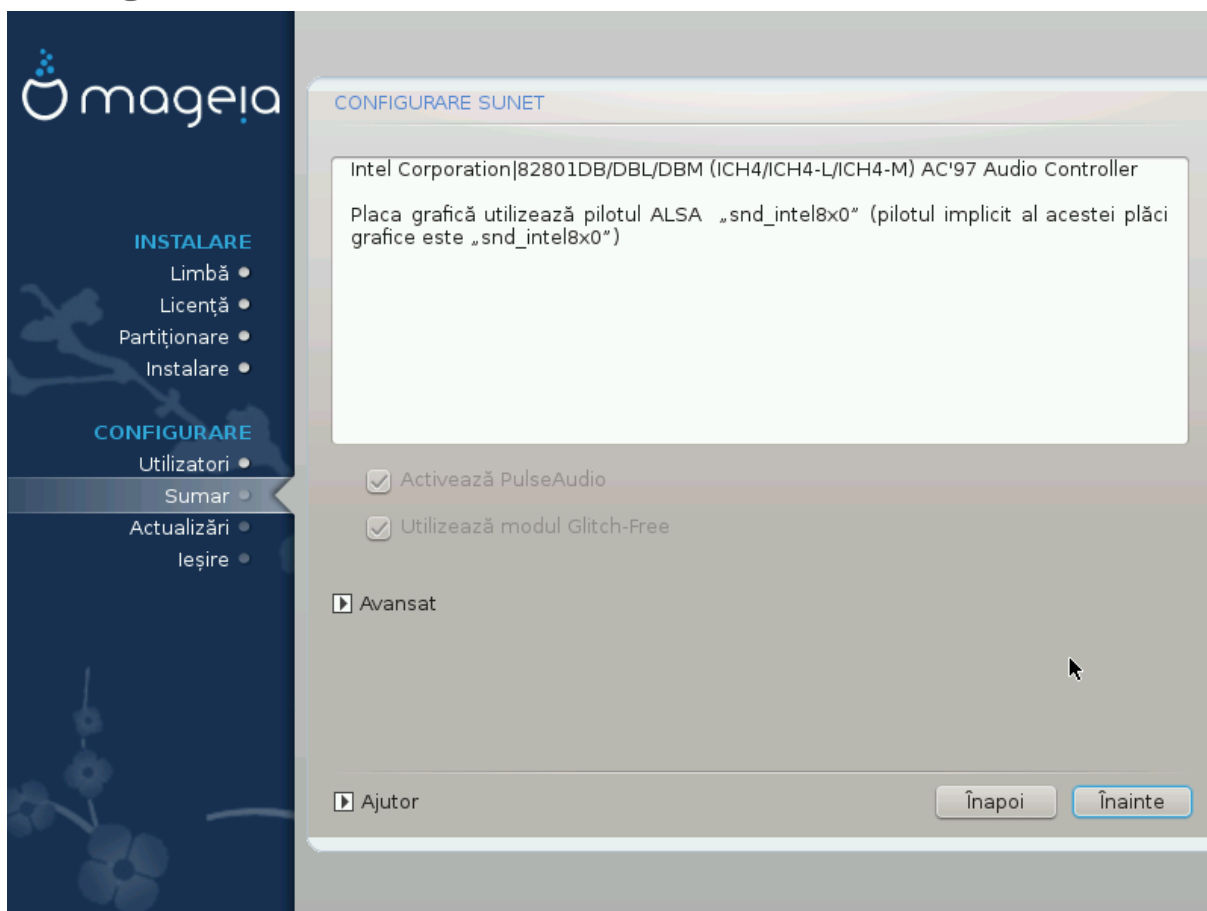 mageia
INSTALARE
Limbă
Licență
Partiționare
Instalare
CONFIGURARE
Utilizatori
Sumar
Actualizări
Ieșire
CONFIGURARE SUNET
Intel Corporation|82801DB/DBL/DBM (ICH4/ICH4-L/ICH4-M) AC'97 Audio Controller
Placa grafică utilizează pilotul ALSA „snd_intel8x0” (pilotul implicit al acestei plăci
grafice este „snd_intel8x0”)
Activează PulseAudio
Utilizează modul Glitch-Free
Avansat
Ajutor
Înapoi
Înainte